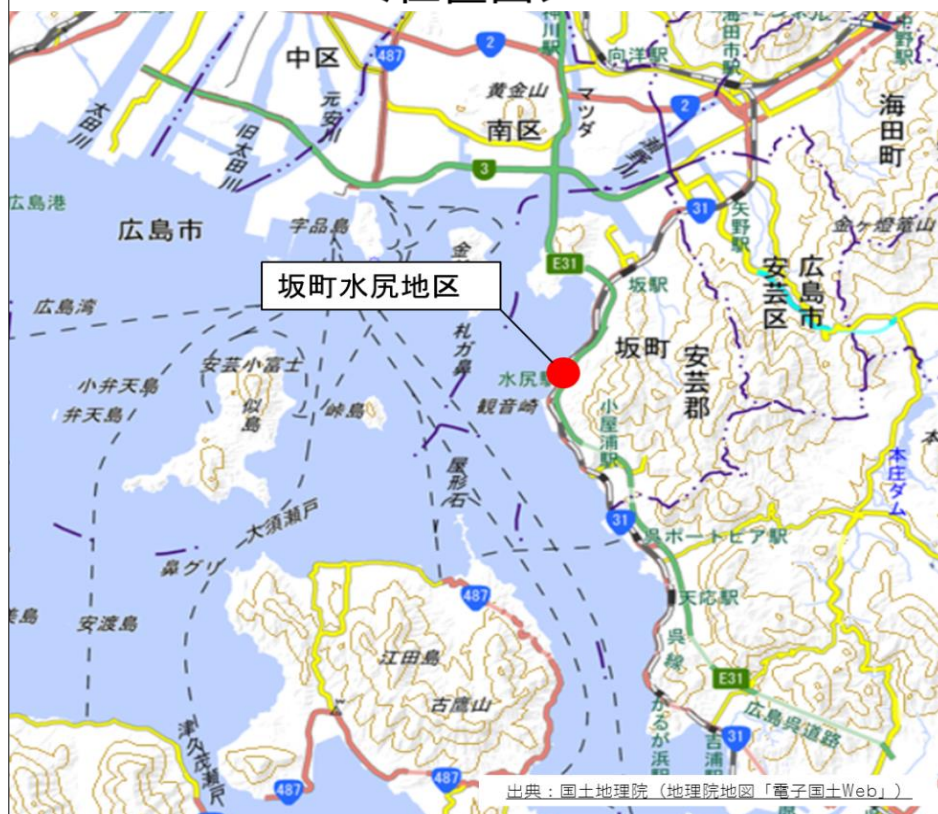 中区
487
2
向洋駅
海田市駅
黄金山
マツダ
南区
2
太田川
旧太田川
元安川
3
瀬野川
海田町
広島港
広島市
宇品島
31
矢野駅
金ヶ燈籠山
E31
坂駅
広島市
安芸区
坂町水尻地区
広島湾
札ガ鼻
坂町
安芸郡
安芸小富士
小弁天島
弁天島
似島
峠島
観音崎
小屋浦駅
屋形石
本庄ダム
大須瀬戸
31
呉ポートピア駅
鼻グリ
安渡島
487
天応駅
呉線
江田島
古鷹山
E31
広島呉道路
津久茂瀬戸
かるが浜駅
吉浦駅
31
487
487
出典：国土地理院（地理院地図「電子国土Web」）